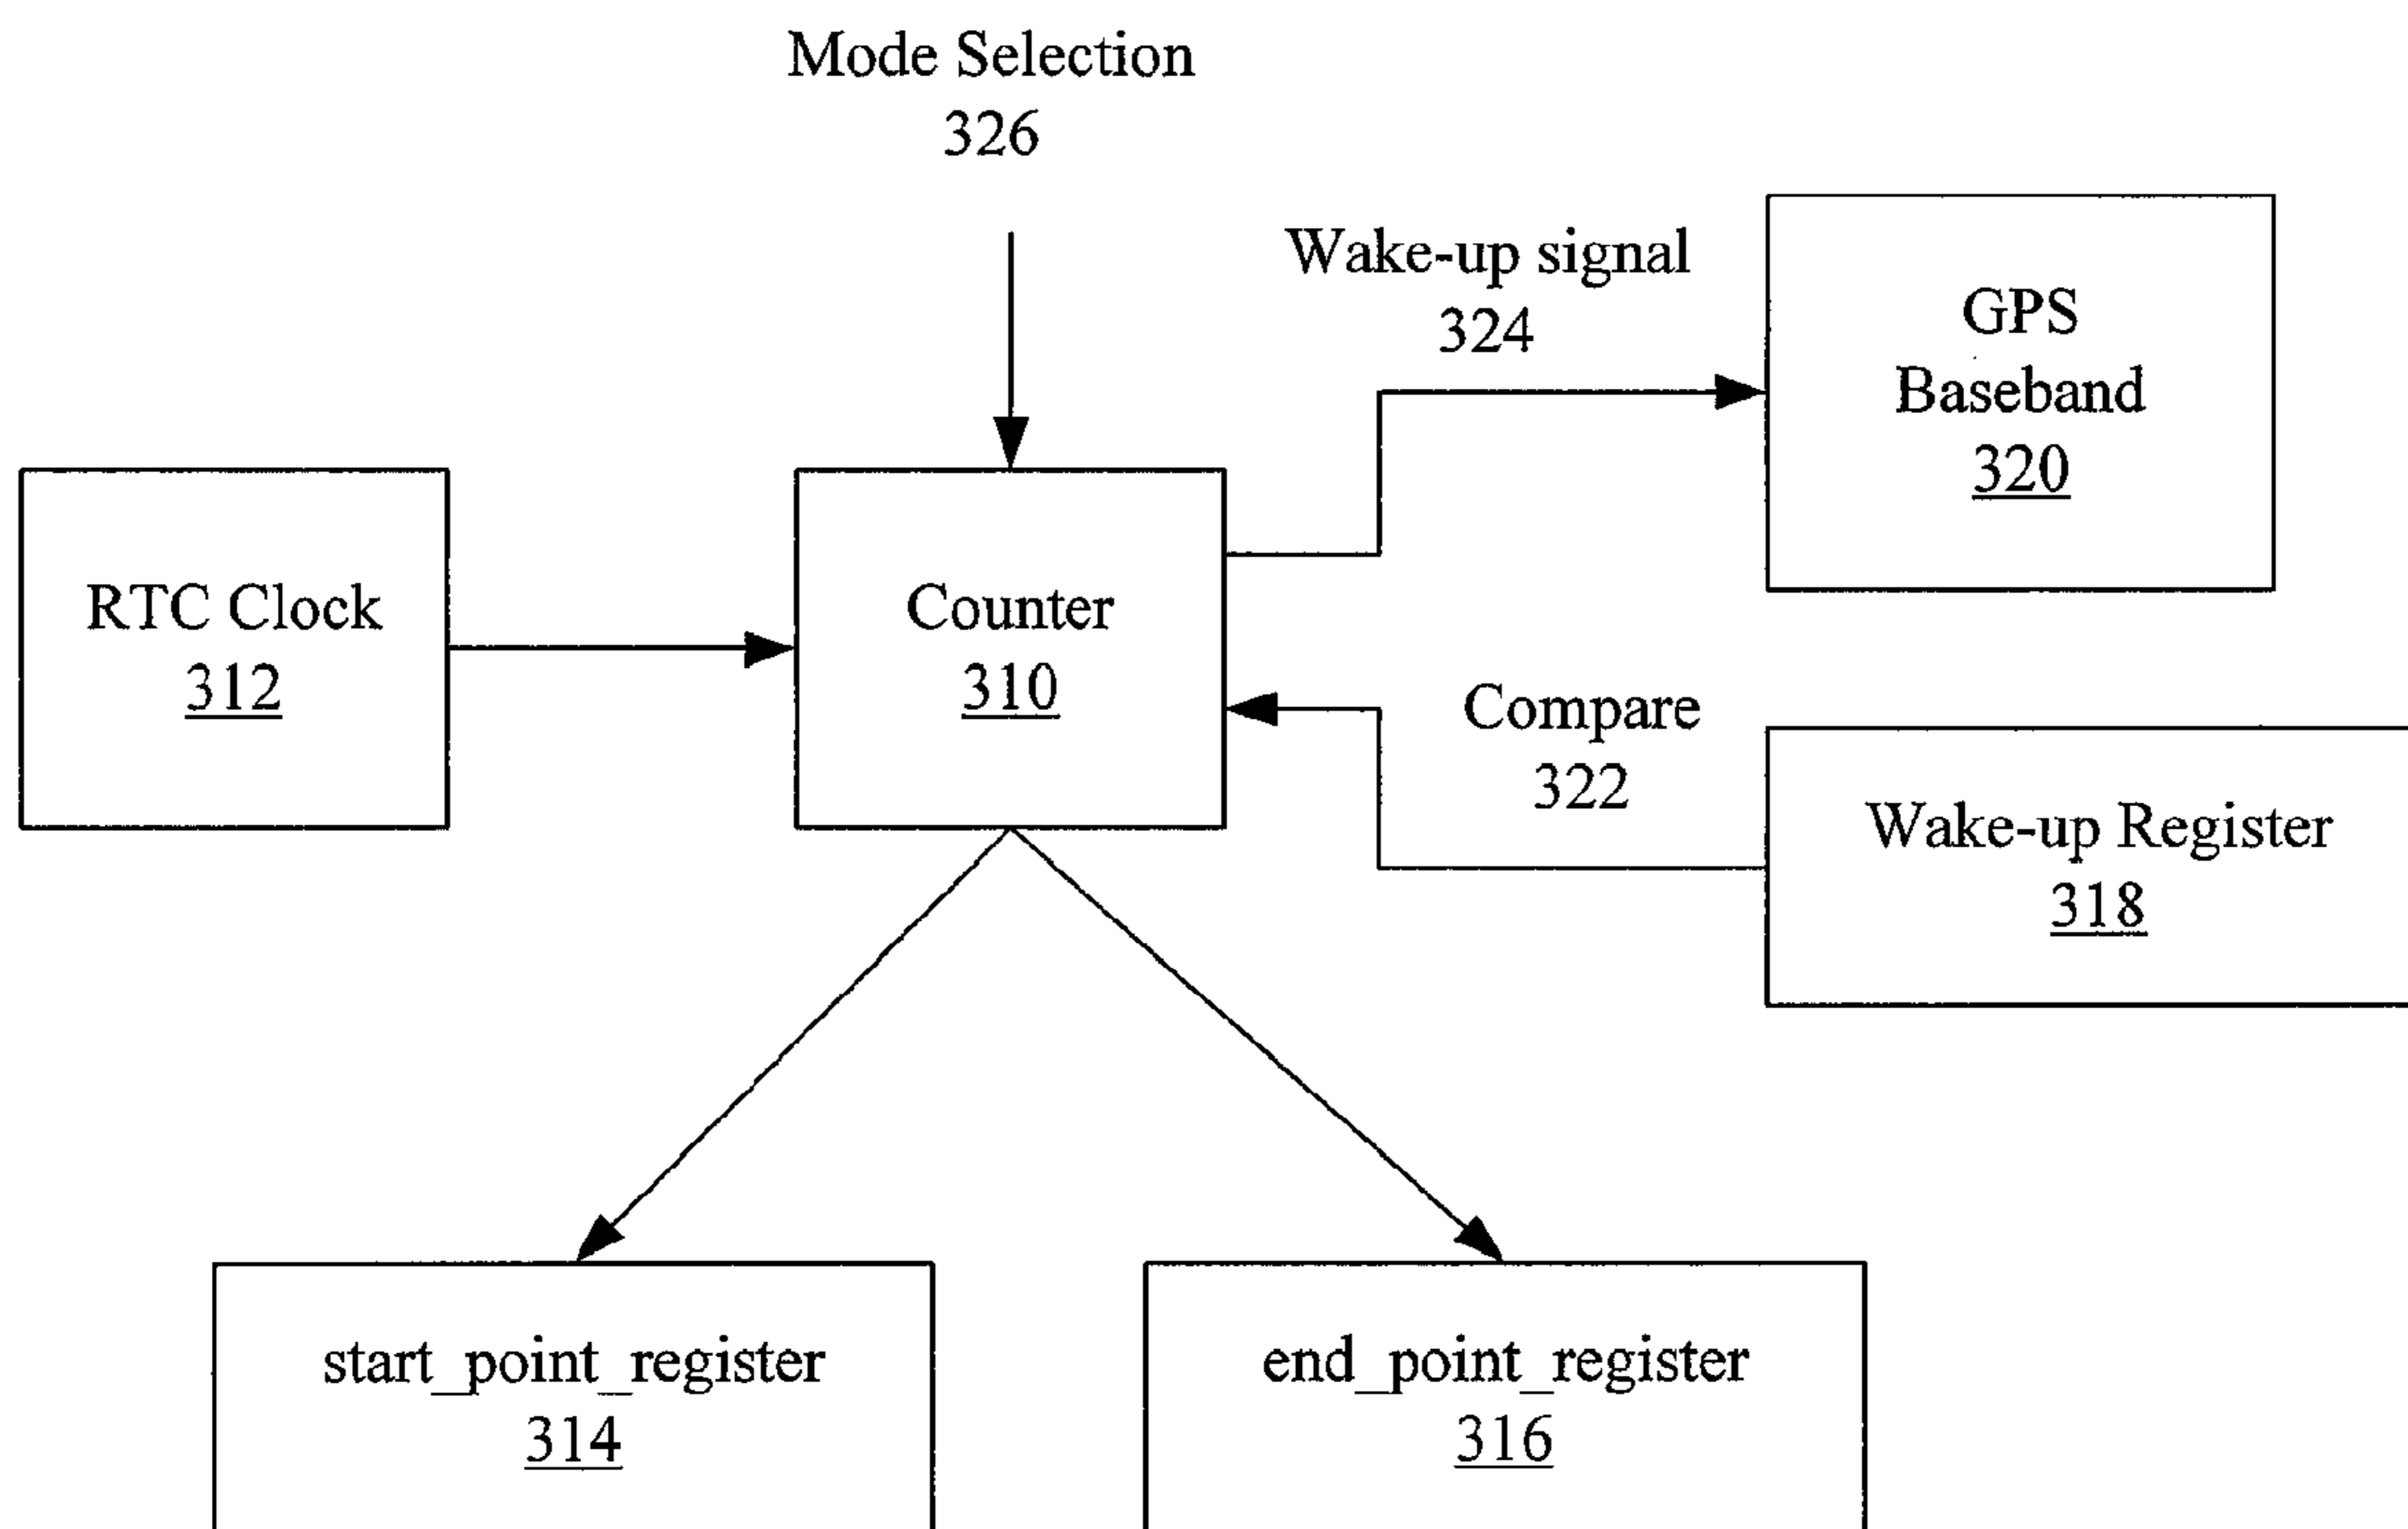 Mode Selection
326
Wake-up signal
324
GPS
Baseband
320
RTC Clock
312
Counter
310
Compare
322
Wake-up Register
318
start_point_register
314
end_point_register
316